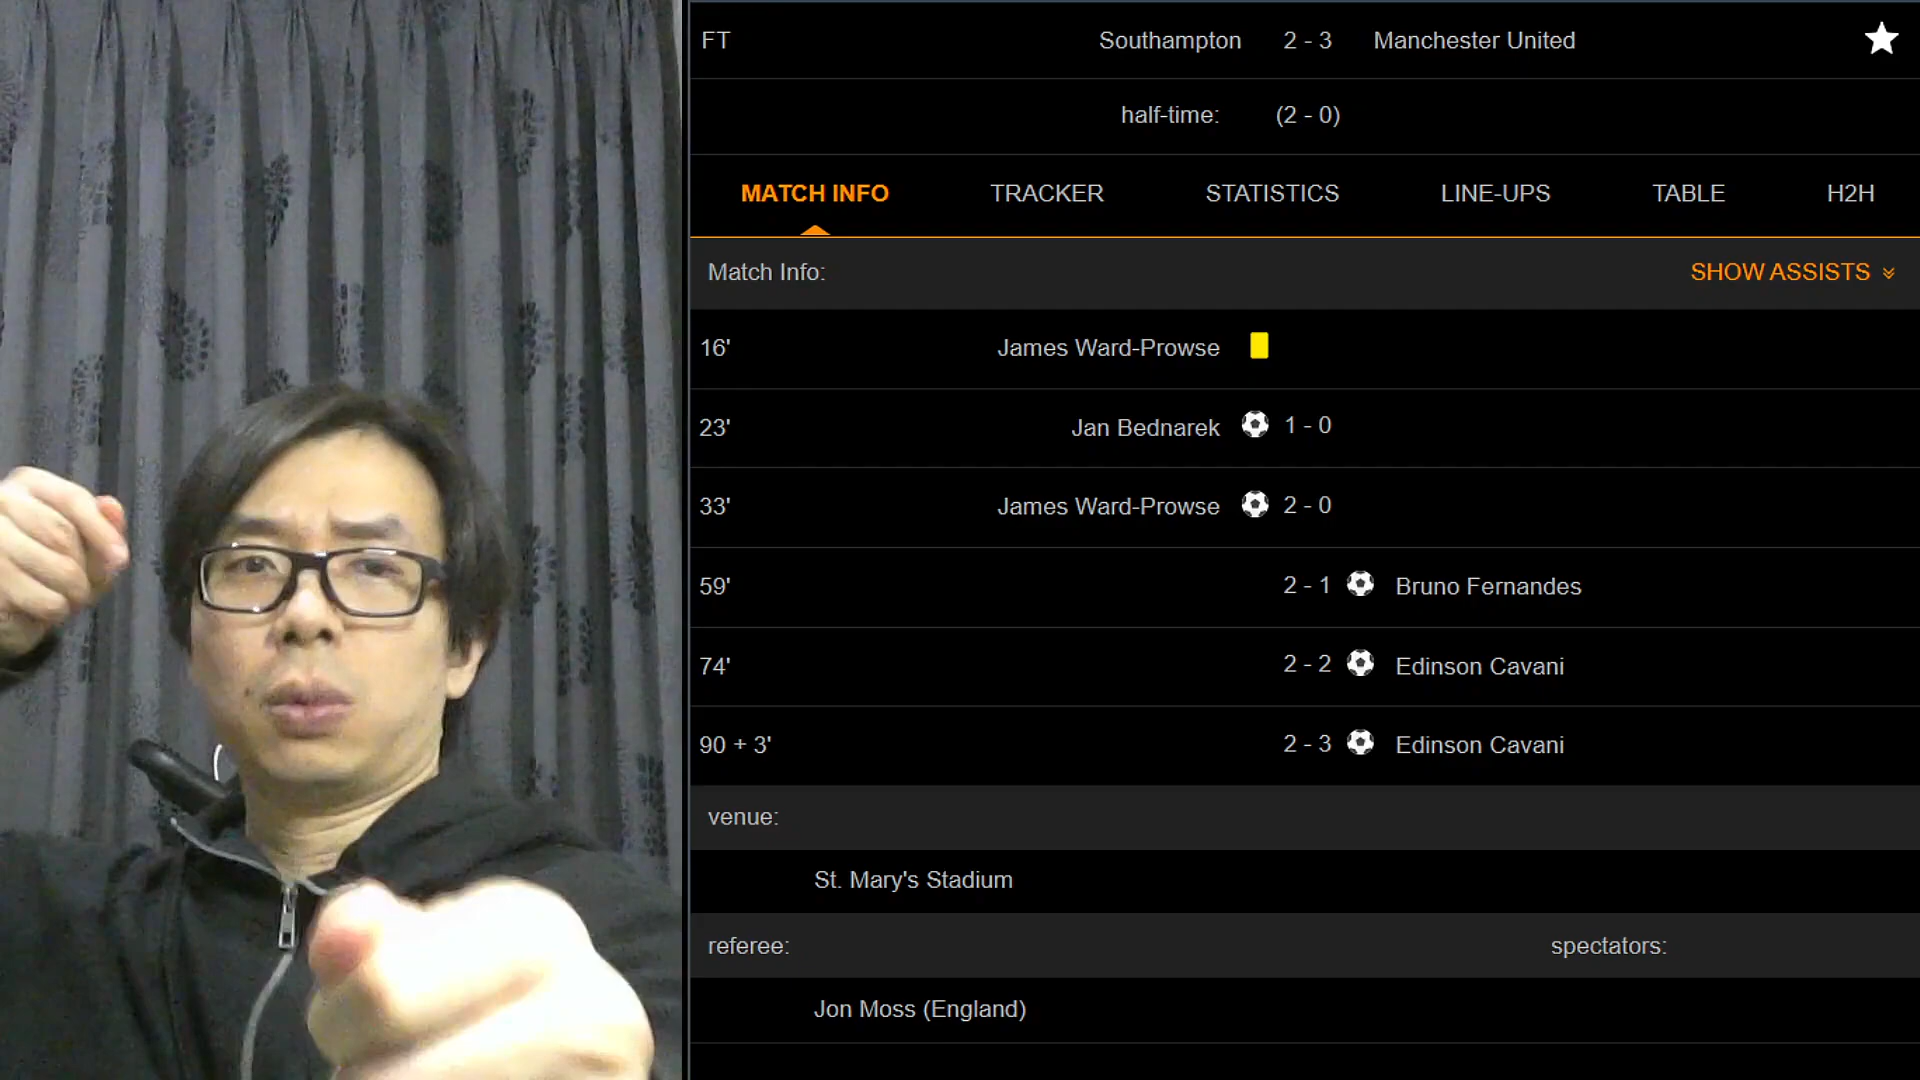 FT Southampton 2 - 3 Manchester United
half-time: (2 - 0)
MATCH INFO TRACKER STATISTICS LINE-UPS TABLE H2H
Match Info: SHOW ASSISTS
16' James Ward-Prowse
23' Jan Bednarek 1 - 0
33' James Ward-Prowse 2 - 0
59' 2 - 1 Bruno Fernandes
74' 2 - 2 Edinson Cavani
90 + 3' 2 - 3 Edinson Cavani
venue:
St. Mary's Stadium
referee: spectators:
Jon Moss (England)